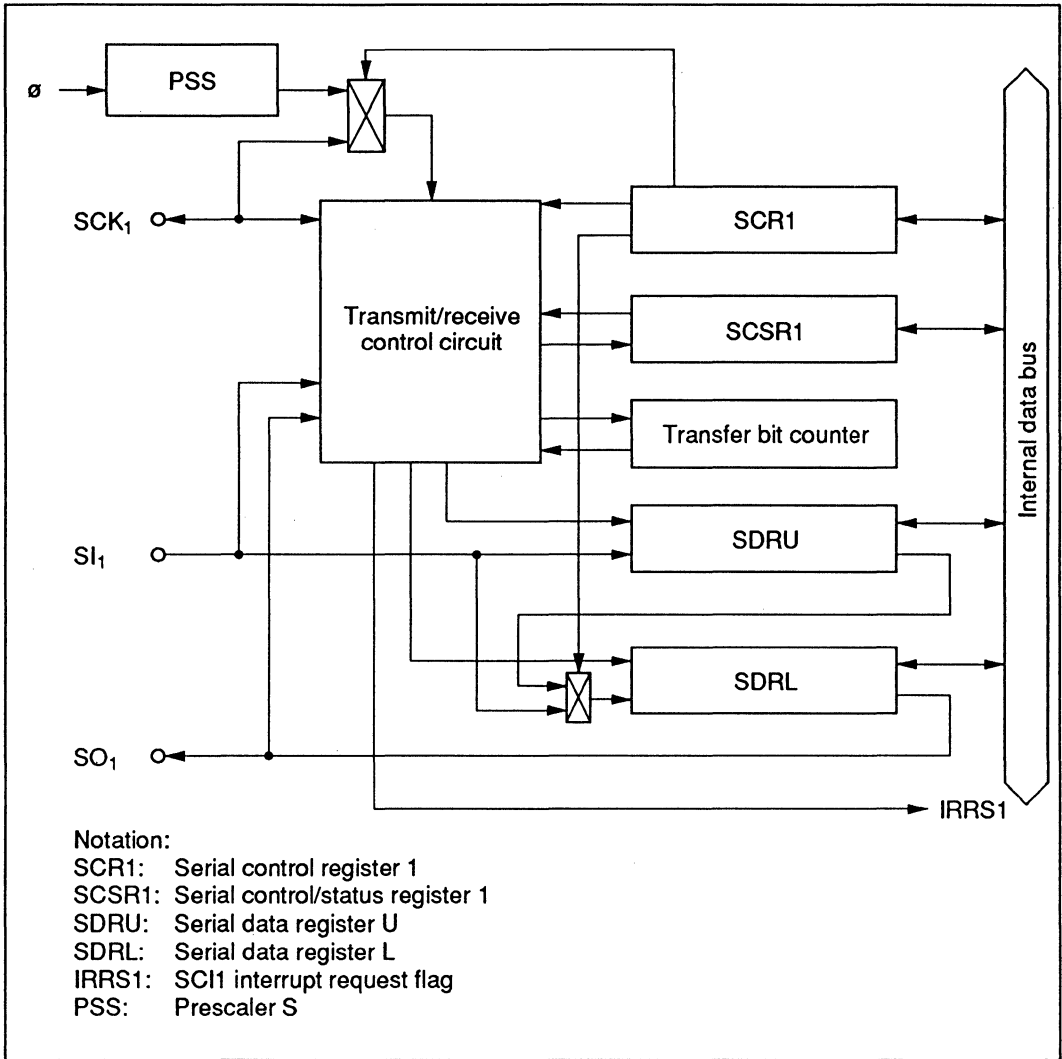 ø
PSS
SCK₁
SCR1
Transmit/receive
control circuit
SCSR1
Transfer bit counter
Internal data bus
SI₁
SDRU
SDRL
SO₁
IRRS1
Notation:
SCR1: Serial control register 1
SCSR1: Serial control/status register 1
SDRU: Serial data register U
SDRL: Serial data register L
IRRS1: SCI1 interrupt request flag
PSS: Prescaler S